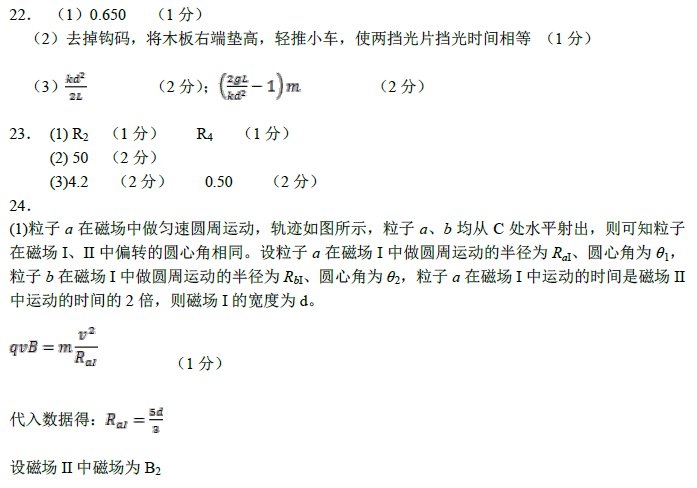 22． （1）0.650 （1 分）
（2）去掉钩码，将木板右端垫高，轻推小车，使两挡光片挡光时间相等 （1 分）
（3）$\frac{kd^2}{2L}$ （2 分）；$\left(\frac{2gL}{kd^2}-1\right)m$ （2 分）
23． (1) R₂ （1 分） R₄ （1 分）
(2) 50 （2 分）
(3)4.2 （2 分） 0.50 （2 分）
24．
(1)粒子 a 在磁场中做匀速圆周运动，轨迹如图所示，粒子 a、b 均从 C 处水平射出，则可知粒子
在磁场 I、II 中偏转的圆心角相同。设粒子 a 在磁场 I 中做圆周运动的半径为 $R_{aI}$、圆心角为 θ₁，
粒子 b 在磁场 I 中做圆周运动的半径为 $R_{bI}$、圆心角为 θ₂，粒子 a 在磁场 I 中运动的时间是磁场 II
中运动的时间的 2 倍，则磁场 I 的宽度为 d。
$qvB=m\frac{v^2}{R_{aI}}$ （1 分）
代入数据得：$R_{aI}=\frac{5d}{3}$
设磁场 II 中磁场为 B₂